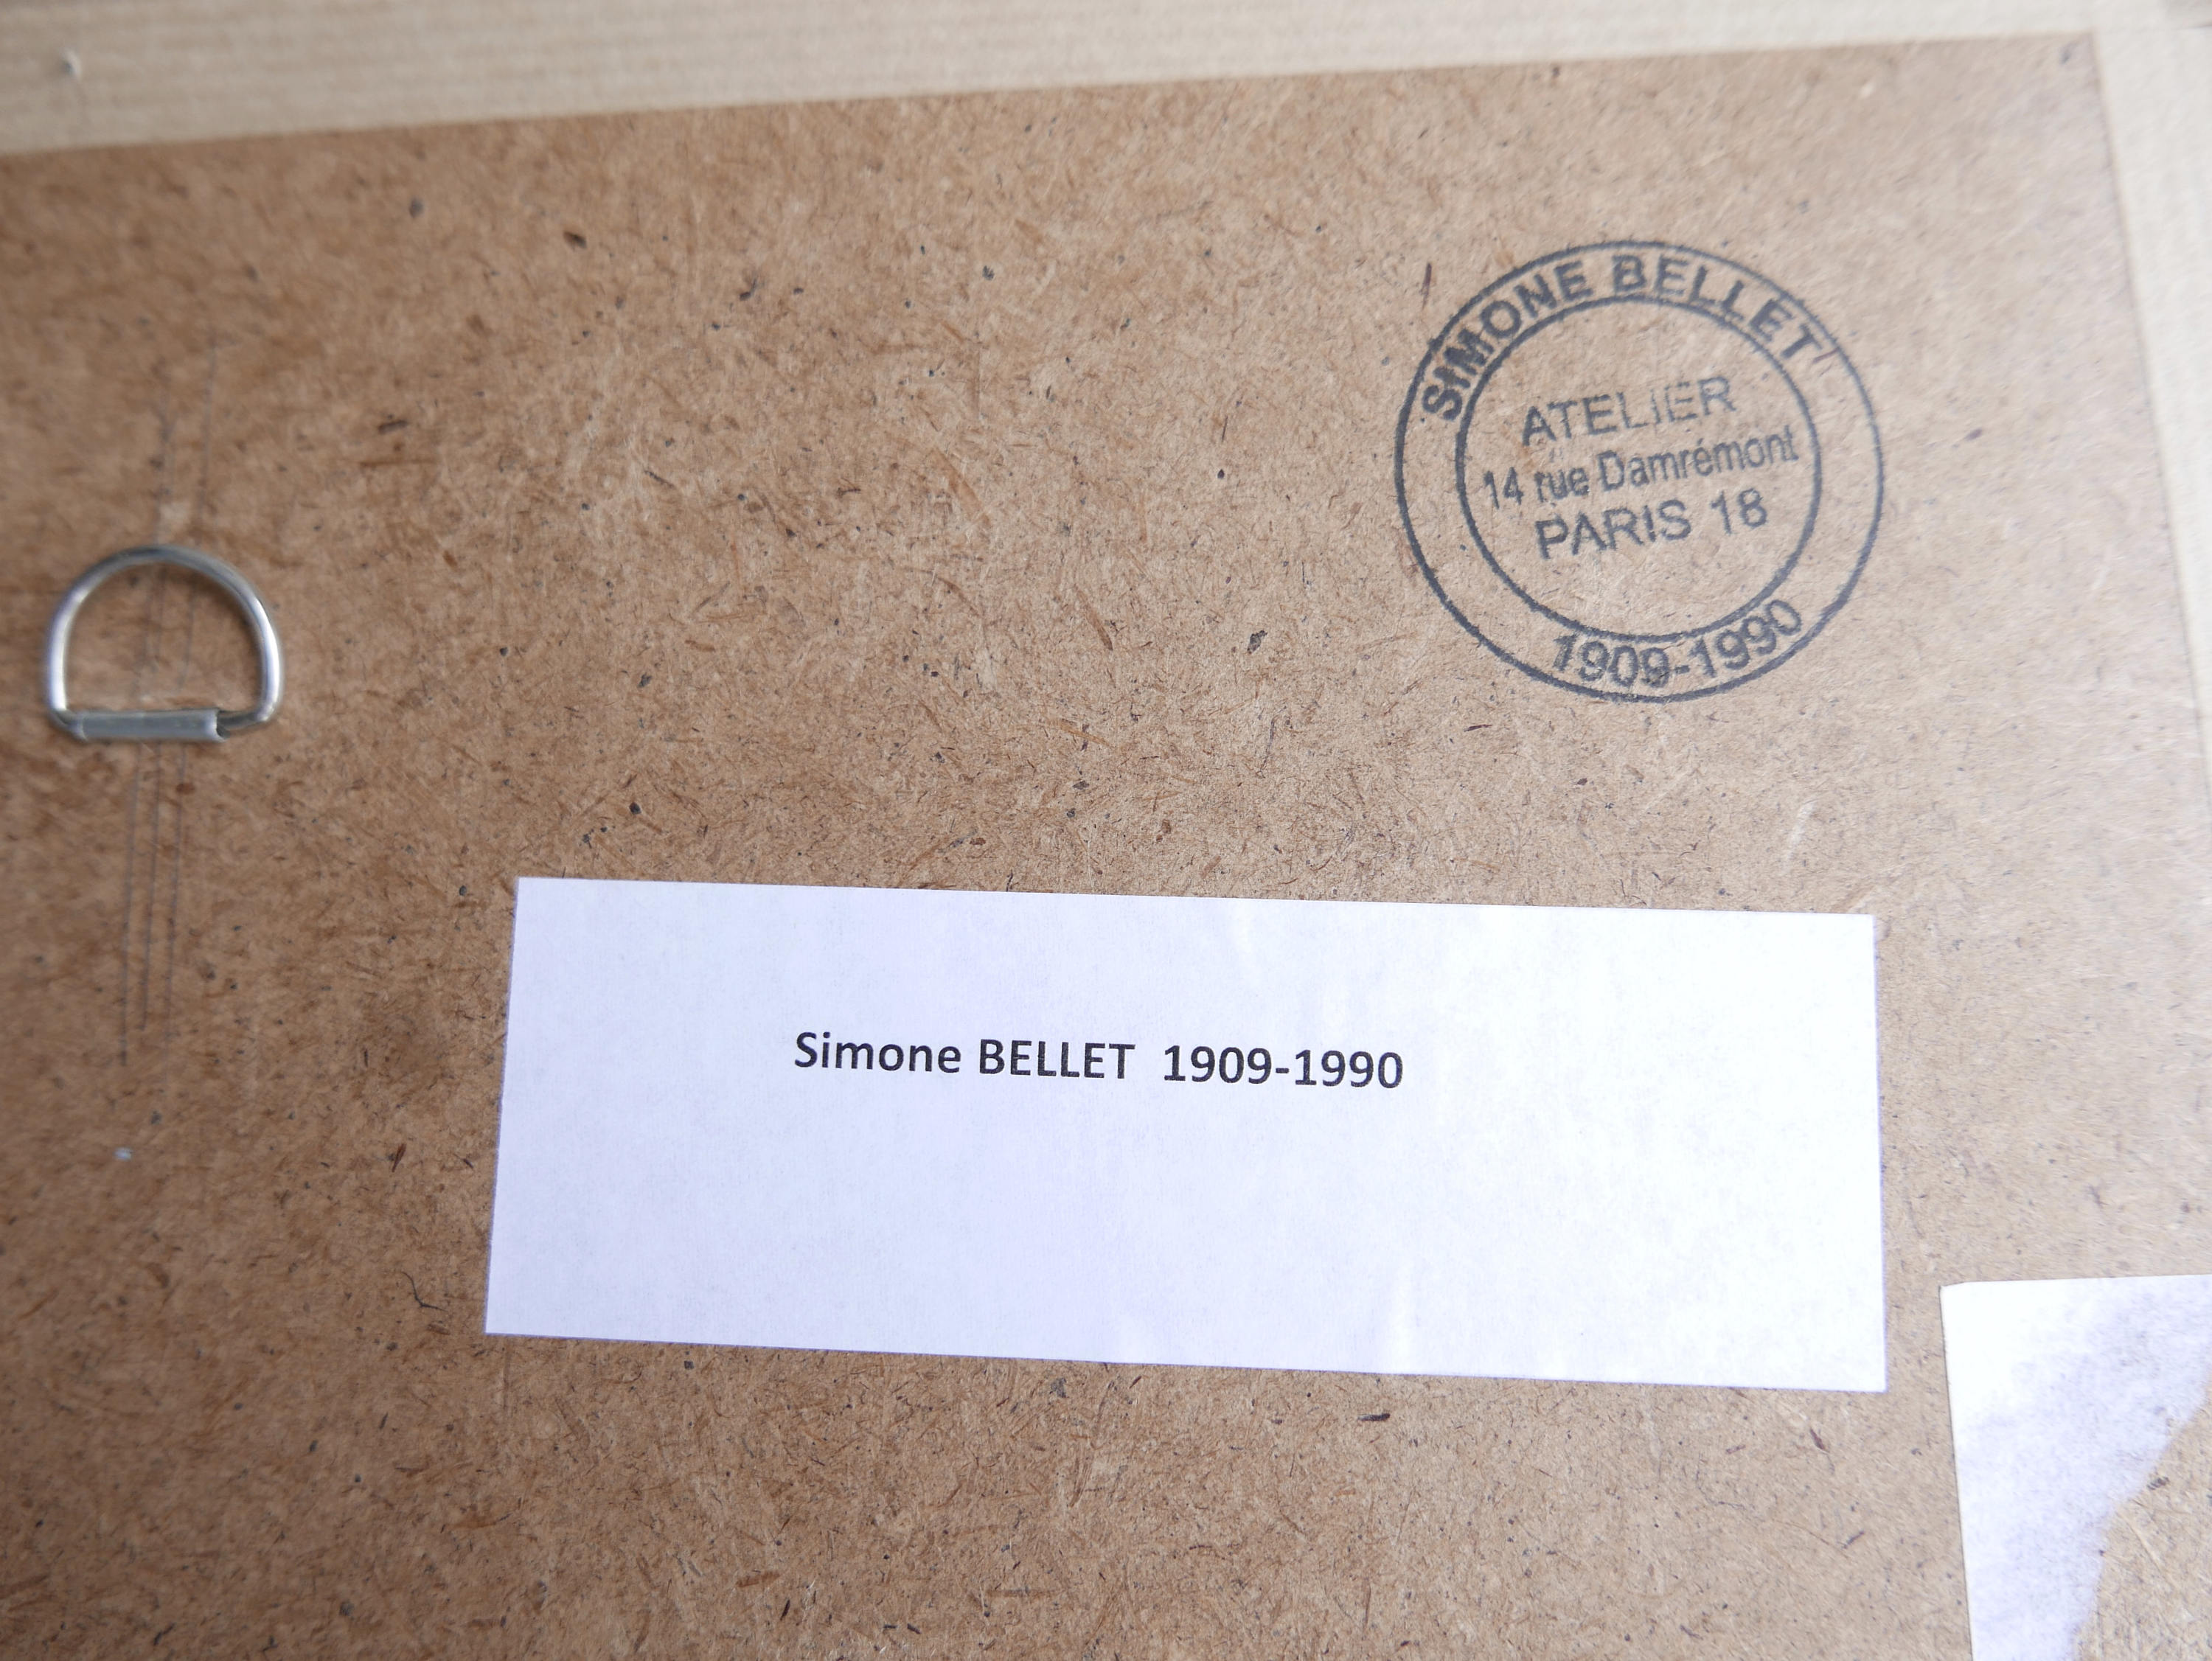 SIMONE BELLET
ATELIER
14 rue Damrémont
PARIS 18
1909-1990
Simone BELLET 1909-1990